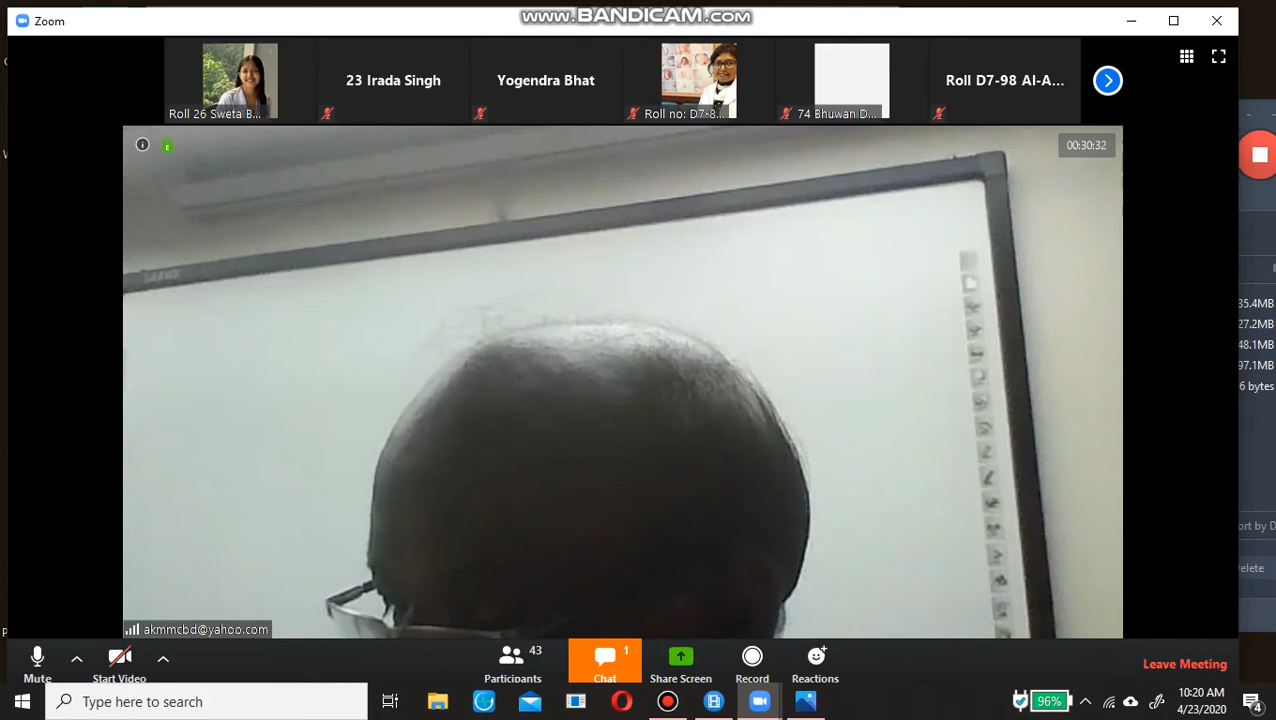 www.BANDICAM.com
Zoom
23 Irada Singh
Yogendra Bhat
Roll D7-98 Al-A...
Roll 26 Sweta B...
Roll no: D7-8...
74 Bhuwan D...
00:30:32
35.4MB
27.2MB
48.1MB
97.1MB
6 bytes
ort by D
elete
akmmcbd@yahoo.com
43
1
Mute
Start Video
Participants
Chat
Share Screen
Record
Reactions
Leave Meeting
Type here to search
96%
10:20 AM
4/23/2020
4